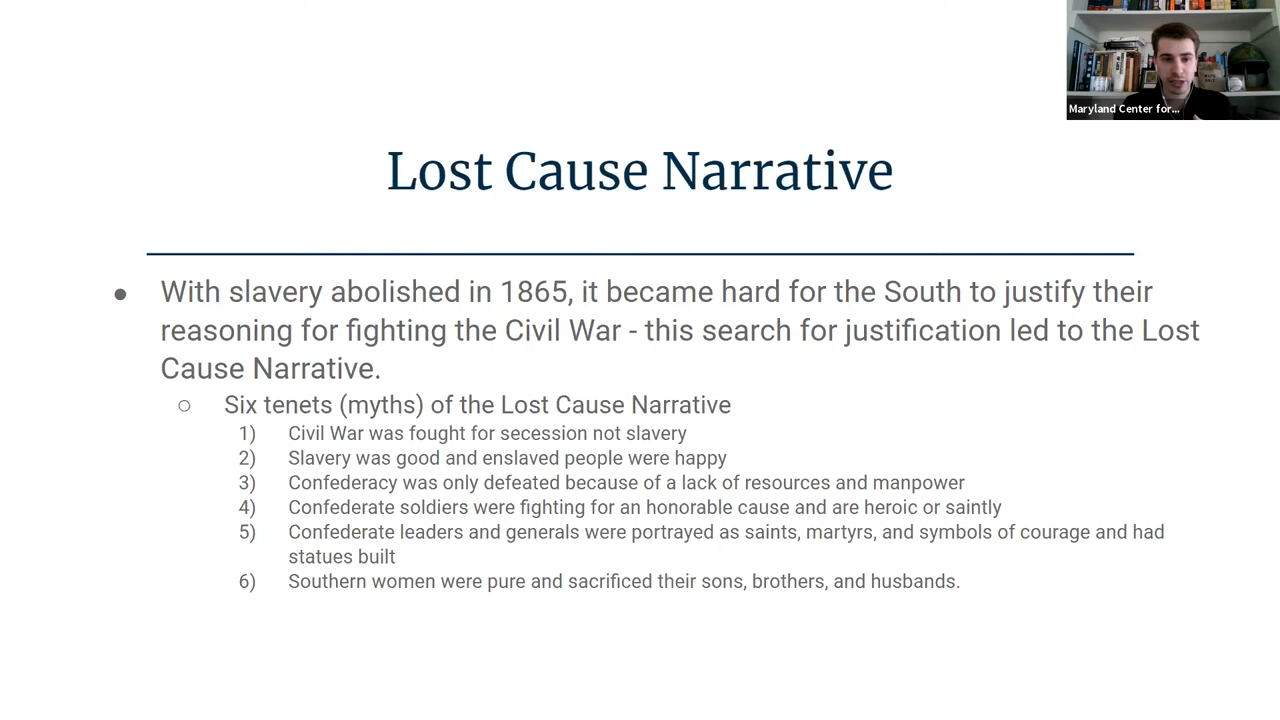 Maryland Center for...
Lost Cause Narrative
● With slavery abolished in 1865, it became hard for the South to justify their
reasoning for fighting the Civil War - this search for justification led to the Lost
Cause Narrative.
○ Six tenets (myths) of the Lost Cause Narrative
1) Civil War was fought for secession not slavery
2) Slavery was good and enslaved people were happy
3) Confederacy was only defeated because of a lack of resources and manpower
4) Confederate soldiers were fighting for an honorable cause and are heroic or saintly
5) Confederate leaders and generals were portrayed as saints, martyrs, and symbols of courage and had
statues built
6) Southern women were pure and sacrificed their sons, brothers, and husbands.